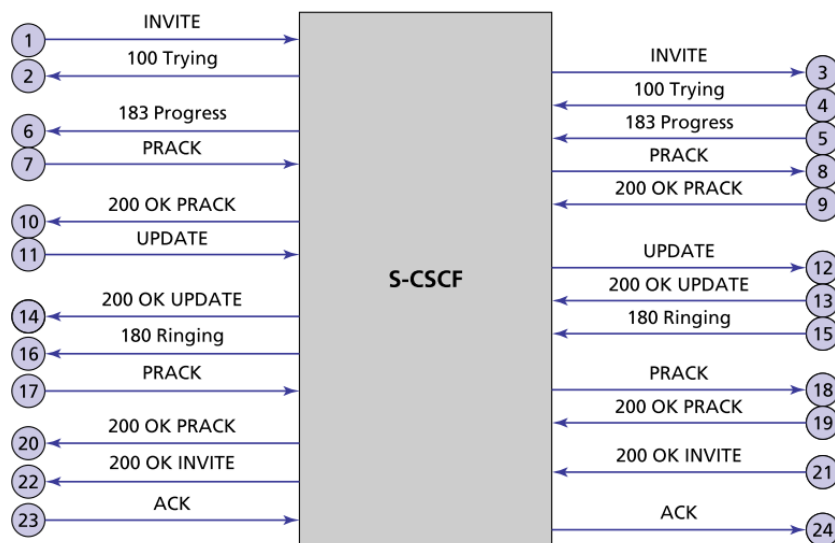 1 INVITE
2 100 Trying
INVITE 3
100 Trying 4
183 Progress 5
6 183 Progress
7 PRACK
PRACK 8
200 OK PRACK 9
10 200 OK PRACK
11 UPDATE
S-CSCF
UPDATE 12
200 OK UPDATE 13
14 200 OK UPDATE
180 Ringing 15
16 180 Ringing
17 PRACK
PRACK 18
200 OK PRACK 19
20 200 OK PRACK
200 OK INVITE 21
22 200 OK INVITE
23 ACK
ACK 24